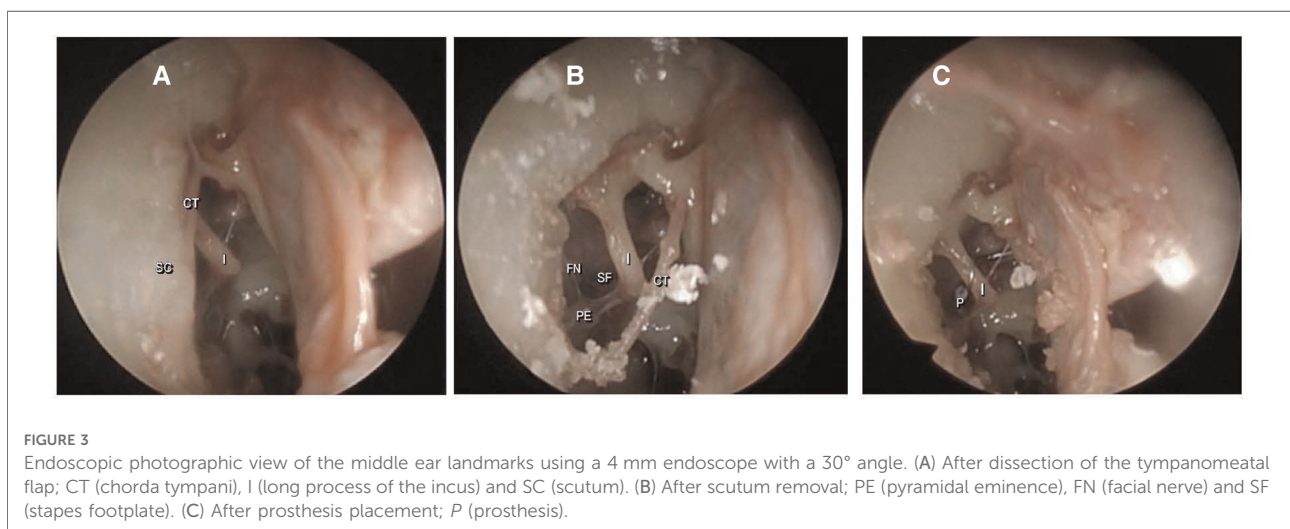 A
B
C
CT
SC
I
FN
SF
I
CT
PE
P
I
FIGURE 3
Endoscopic photographic view of the middle ear landmarks using a 4 mm endoscope with a 30° angle. (A) After dissection of the tympanomeatal
flap; CT (chorda tympani), I (long process of the incus) and SC (scutum). (B) After scutum removal; PE (pyramidal eminence), FN (facial nerve) and SF
(stapes footplate). (C) After prosthesis placement; P (prosthesis).